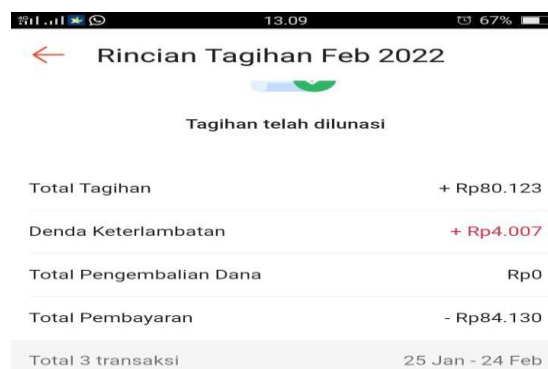 13.09 67%
Rincian Tagihan Feb 2022
Tagihan telah dilunasi
Total Tagihan + Rp80.123
Denda Keterlambatan + Rp4.007
Total Pengembalian Dana Rp0
Total Pembayaran - Rp84.130
Total 3 transaksi 25 Jan - 24 Feb